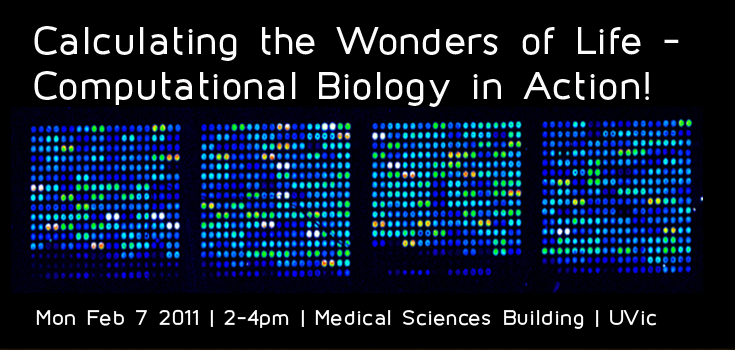 Calculating the Wonders of Life -
Computational Biology in Action!
Mon Feb 7 2011 | 2-4pm | Medical Sciences Building | UVic